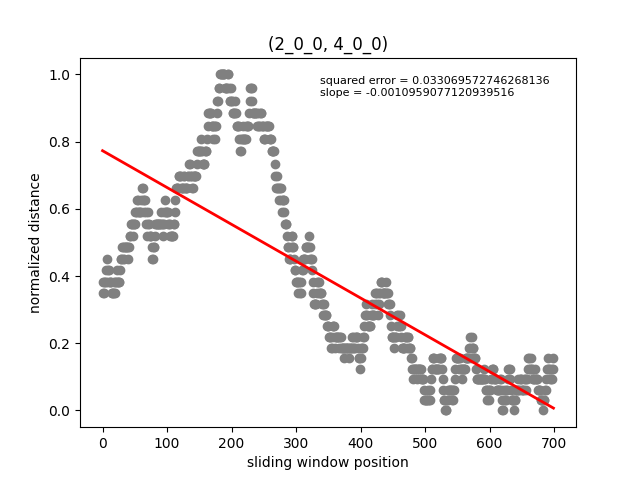 (2_0_0, 4_0_0)
squared error = 0.033069572746268136
slope = -0.0010959077120939516
normalized distance
1.0
0.8
0.6
0.4
0.2
0.0
0 100 200 300 400 500 600 700
sliding window position